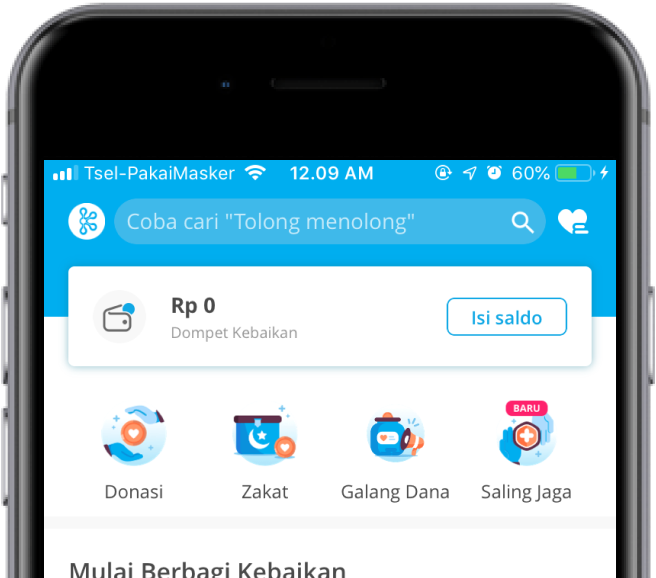 Tsel-PakaiMasker 12.09 AM 60%
Coba cari "Tolong menolong"
Rp 0
Dompet Kebaikan
Isi saldo
BARU
Donasi Zakat Galang Dana Saling Jaga
Mulai Berbagi Kebaikan